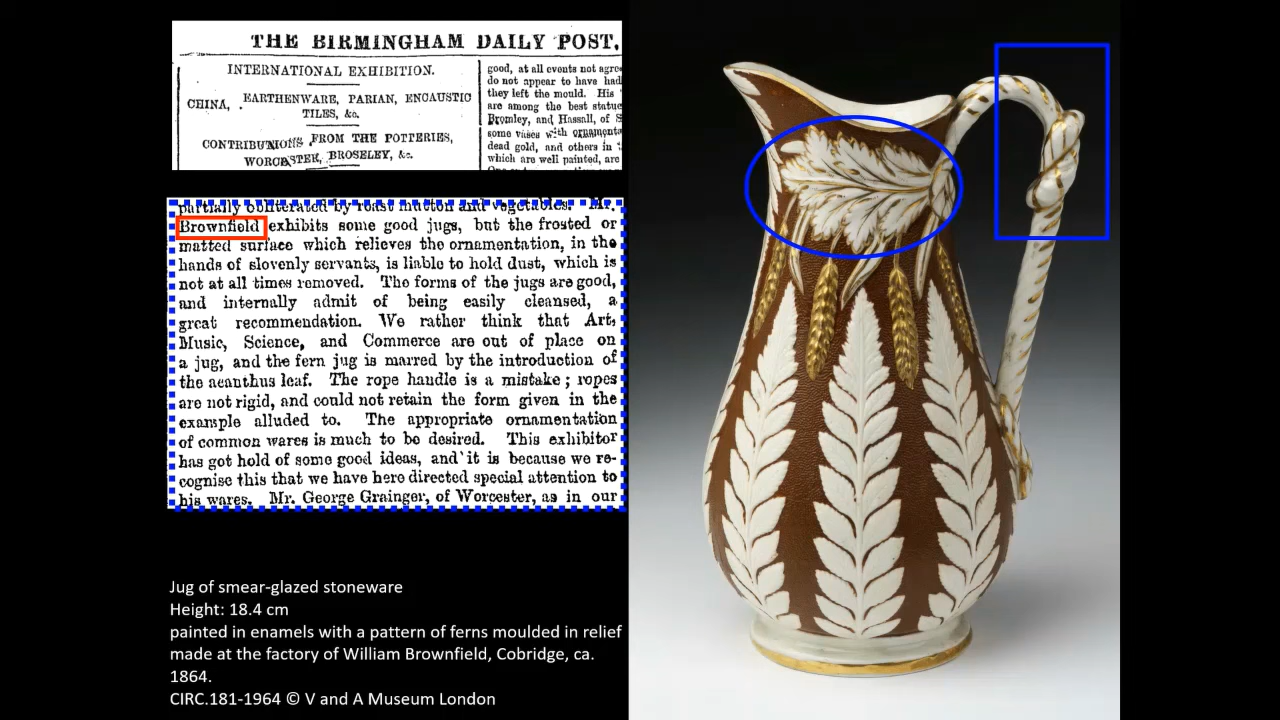 THE BIRMINGHAM DAILY POST,
INTERNATIONAL EXHIBITION.
CHINA, EARTHENWARE, PARIAN, ENCAUSTIC
TILES, &c.
CONTRIBUTIONS FROM THE POTTERIES,
WORCESTER, BROSELEY, &c.
good, at all events not agre
do not appear to have had
they left the mould. His
are among the best statue
Bromley, and Hassall, of S
some vases with ornamenta
dead gold, and others in
which are well painted, are
partially obliterated by roast mutton and vegetables. Mr.
Brownfield exhibits some good jugs, but the frosted or
matted surface which relieves the ornamentation, in the
hands of slovenly servants, is liable to hold dust, which is
not at all times removed. The forms of the jugs are good,
and internally admit of being easily cleansed, a
great recommendation. We rather think that Art,
Music, Science, and Commerce are out of place on
a jug, and the fern jug is marred by the introduction of
the acanthus leaf. The rope handle is a mistake; ropes
are not rigid, and could not retain the form given in the
example alluded to. The appropriate ornamentation
of common wares is much to be desired. This exhibitor
has got hold of some good ideas, and it is because we re-
cognise this that we have here directed special attention to
his wares. Mr. George Grainger, of Worcester, as in our
Jug of smear-glazed stoneware
Height: 18.4 cm
painted in enamels with a pattern of ferns moulded in relief
made at the factory of William Brownfield, Cobridge, ca.
1864.
CIRC.181-1964 © V and A Museum London